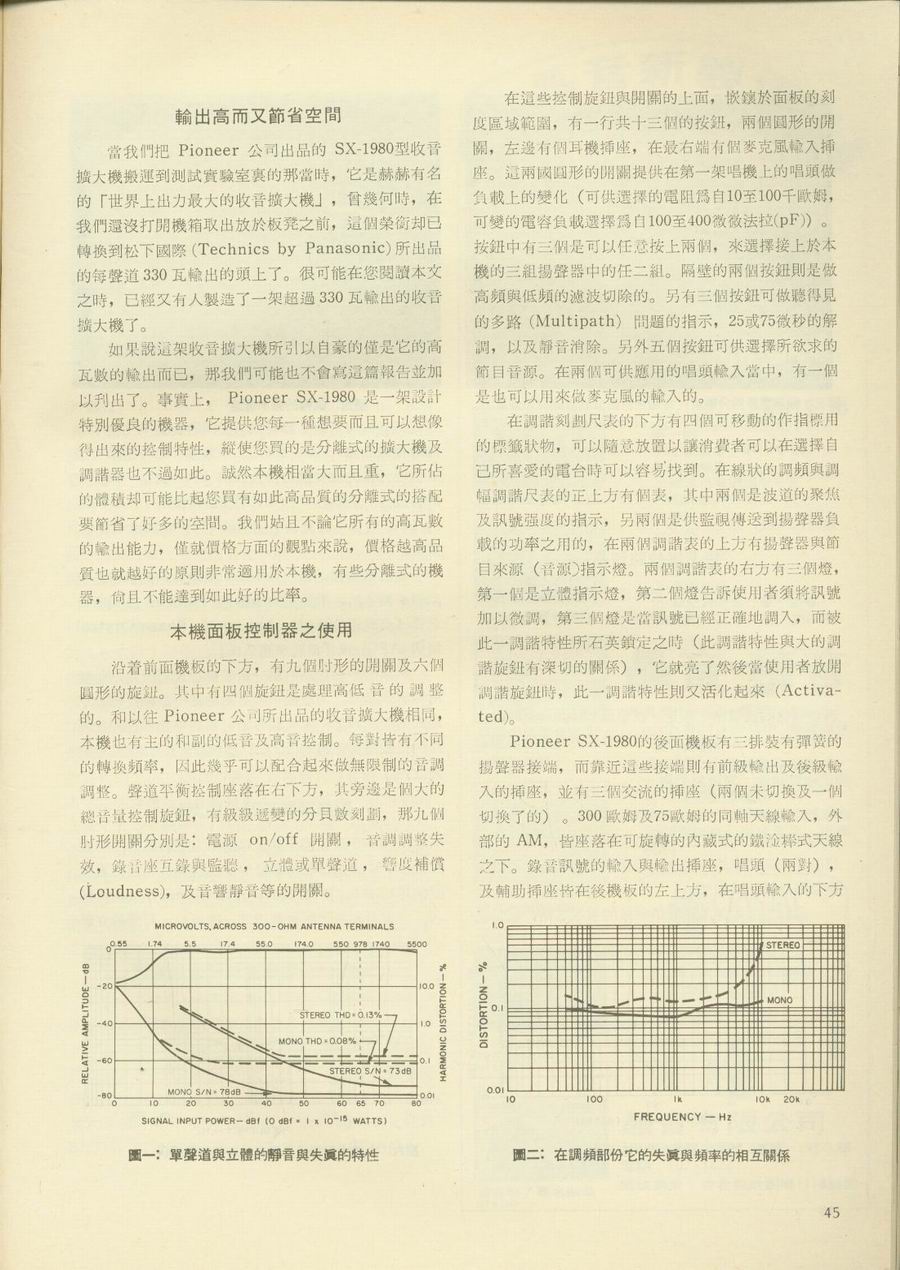 輸出高而又節省空間
當我們把 Pioneer 公司出品的 SX-1980型收音
擴大機搬運到測試實驗室裏的那當時，它是赫赫有名
的「世界上出力最大的收音擴大機」，曾幾何時，在
我們還沒打開機箱取出放於板凳之前，這個榮銜却已
轉換到松下國際 (Technics by Panasonic) 所出品
的每聲道 330 瓦輸出的頭上了。很可能在您閱讀本文
之時，已經又有人製造了一架超過 330 瓦輸出的收音
擴大機了。
如果說這架收音擴大機所引以自豪的僅是它的高
瓦數的輸出而已，那我們可能也不會寫這篇報告並加
以刋出了。事實上， Pioneer SX-1980 是一架設計
特別優良的機器，它提供您每一種想要而且可以想像
得出來的控制特性，縱使您買的是分離式的擴大機及
調諧器也不過如此。誠然本機相當大而且重，它所佔
的體積却可能比起您買有如此高品質的分離式的搭配
要節省了好多的空間。我們姑且不論它所有的高瓦數
的輸出能力，僅就價格方面的觀點來說，價格越高品
質也就越好的原則非常適用於本機，有些分離式的機
器，尙且不能達到如此好的比率。
本機面板控制器之使用
沿着前面機板的下方，有九個肘形的開關及六個
圓形的旋鈕。其中有四個旋鈕是處理高低音的調整
的。和以往 Pioneer 公司所出品的收音擴大機相同，
本機也有主的和副的低音及高音控制。每對皆有不同
的轉換頻率，因此幾乎可以配合起來做無限制的音調
調整。聲道平衡控制座落在右下方，其旁邊是個大的
總音量控制旋鈕，有級級遞變的分貝數刻劃，那九個
肘形開關分別是：電源 on/off 開關，音調調整失
效，錄音座互錄與監聽，立體或單聲道，響度補償
(Loudness)，及音響靜音等的開關。
在這些控制旋鈕與開關的上面，嵌鑲於面板的刻
度區域範圍，有一行共十三個的按鈕，兩個圓形的開
關，左邊有個耳機揷座，在最右端有個麥克風輸入揷
座。這兩國圓形的開關提供在第一架唱機上的唱頭做
負載上的變化（可供選擇的電阻爲自10至100千歐姆，
可變的電容負載選擇爲自100至400微微法拉(pF)）。
按鈕中有三個是可以任意按上兩個，來選擇接上於本
機的三組揚聲器中的任二組。隔壁的兩個按鈕則是做
高頻與低頻的濾波切除的。另有三個按鈕可做聽得見
的多路 (Multipath) 問題的指示，25或75微秒的解
調，以及靜音消除。另外五個按鈕可供選擇所欲求的
節目音源。在兩個可供應用的唱頭輸入當中，有一個
是也可以用來做麥克風的輸入的。
在調諧刻劃尺表的下方有四個可移動的作指標用
的標籤狀物，可以隨意放置以讓消費者可以在選擇自
己所喜愛的電台時可以容易找到。在線狀的調頻與調
幅調諧尺表的正上方有個表，其中兩個是波道的聚焦
及訊號强度的指示，另兩個是供監視傳送到揚聲器負
載的功率之用的，在兩個調諧表的上方有揚聲器與節
目來源（音源）指示燈。兩個調諧表的右方有三個燈，
第一個是立體指示燈，第二個燈告訴使用者須將訊號
加以微調，第三個燈是當訊號已經正確地調入，而被
此一調諧特性所石英鎖定之時（此調諧特性與大的調
諧旋鈕有深切的關係），它就亮了然後當使用者放開
調諧旋鈕時，此一調諧特性則又活化起來 (Activa-
ted)。
Pioneer SX-1980的後面機板有三排裝有彈簧的
揚聲器接端，而靠近這些接端則有前級輸出及後級輸
入的揷座，並有三個交流的揷座（兩個未切換及一個
切換了的）。300 歐姆及75歐姆的同軸天線輸入，外
部的 AM，皆座落在可旋轉的內藏式的鐵淦棒式天線
之下。錄音訊號的輸入與輸出揷座，唱頭（兩對），
及輔助揷座皆在後機板的左上方，在唱頭輸入的下方
MICROVOLTS, ACROSS 300-OHM ANTENNA TERMINALS
0.55 1.74 5.5 17.4 55.0 174.0 550 978 1740 5500
0
-20
-40
-60
-80
RELATIVE AMPLITUDE — dB
10.0
1.0
0.1
0.01
HARMONIC DISTORTION — %
STEREO THD = 0.13%
MONO THD = 0.08%
STEREO S/N = 73dB
MONO S/N = 78dB
0 10 20 30 40 50 60 65 70 80
SIGNAL INPUT POWER — dBf (0 dBf = 1 x 10⁻¹⁵ WATTS)
圖一：單聲道與立體的靜音與失眞的特性
1.0
0.1
0.01
DISTORTION — %
STEREO
MONO
10 100 1k 10k 20k
FREQUENCY — Hz
圖二：在調頻部份它的失眞與頻率的相互關係
45